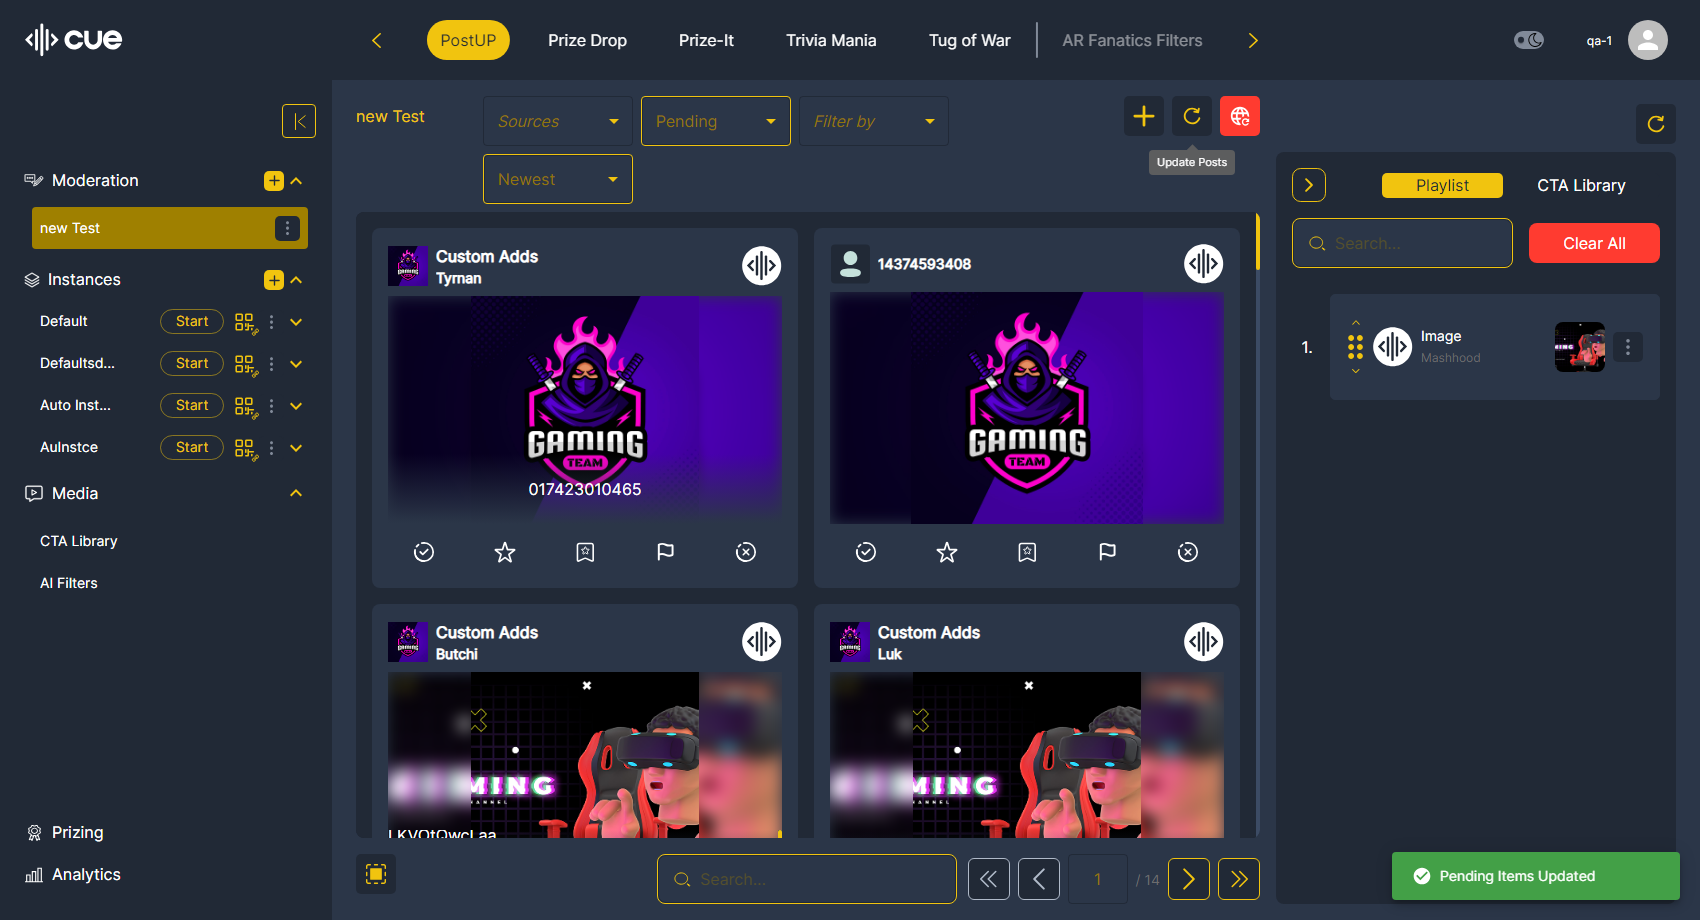 cue
PostUP
Prize Drop
Prize-It
Trivia Mania
Tug of War
AR Fanatics Filters
qa-1
Moderation
new Test
Instances
Default
Start
Defaultsd...
Start
Auto Inst...
Start
AuInstce
Start
Media
CTA Library
AI Filters
Prizing
Analytics
new Test
Sources
Pending
Filter by
Newest
Update Posts
Custom Adds
Tyrnan
GAMING
TEAM
017423010465
14374593408
GAMING
TEAM
Custom Adds
Butchi
MING
ANNEL
LKVOtQwcLaa
Custom Adds
Luk
MING
ANNEL
Search...
1
/ 14
Playlist
CTA Library
Search...
Clear All
1.
Image
Mashhood
Pending Items Updated